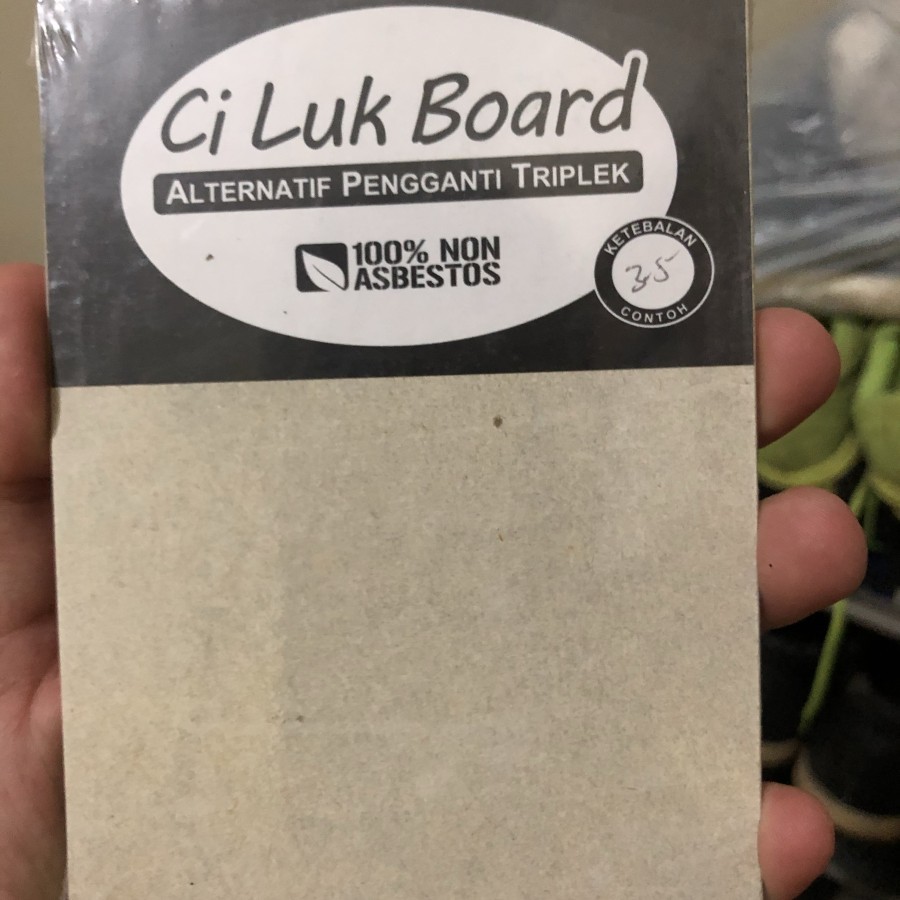 Ci Luk Board
ALTERNATIF PENGGANTI TRIPLEK
100% NON
ASBESTOS
KETEBALAN
35
CONTOH